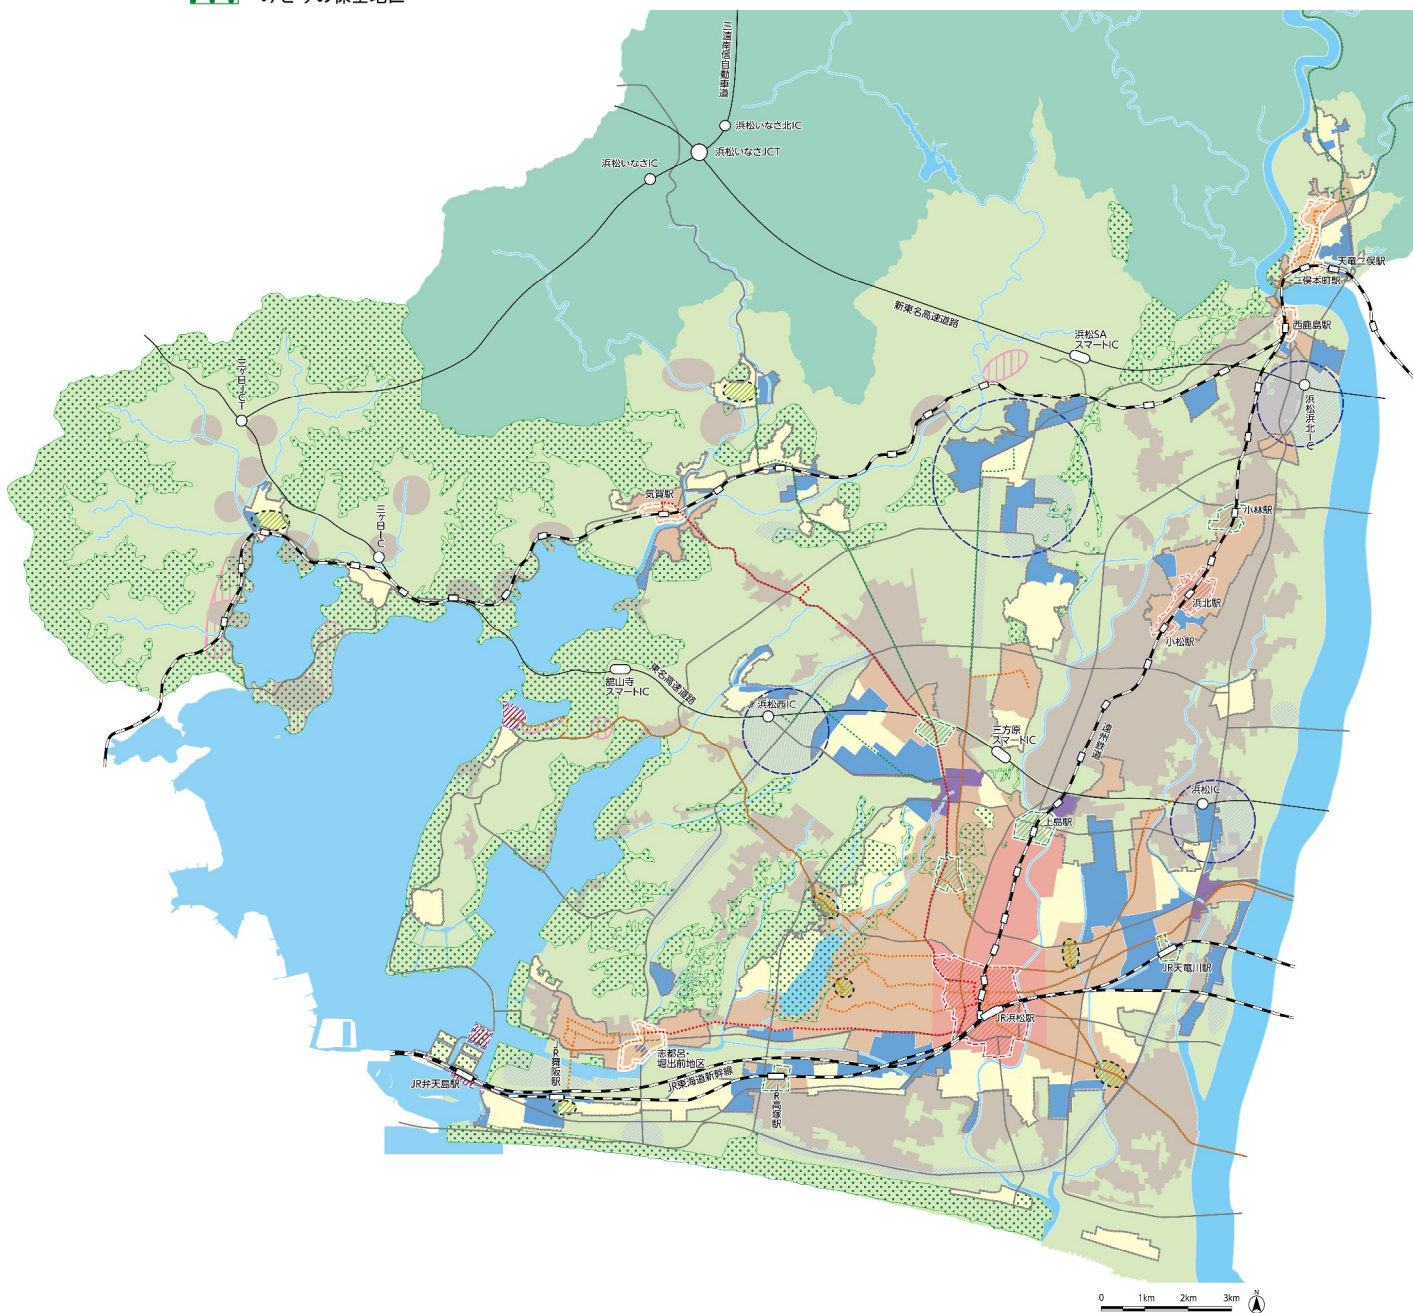 みどりの保全地区
三遠南信自動車道
浜松いなさ北IC
浜松いなさJCT
浜松いなさIC
天竜二俣駅
二俣本町駅
西鹿島駅
新東名高速道路
浜松SA
スマートIC
浜松浜北IC
三ヶ日JCT
気賀駅
小林駅
三ヶ日IC
浜北駅
小松駅
舘山寺
スマートIC
東名高速道路
浜松西IC
三方原
スマートIC
遠州鉄道
浜松IC
上島駅
JR天竜川駅
JR浜松駅
志都呂・
堀出前地区
JR舞阪駅
JR弁天島駅
JR東海道新幹線
JR高塚駅
0 1km 2km 3km
N